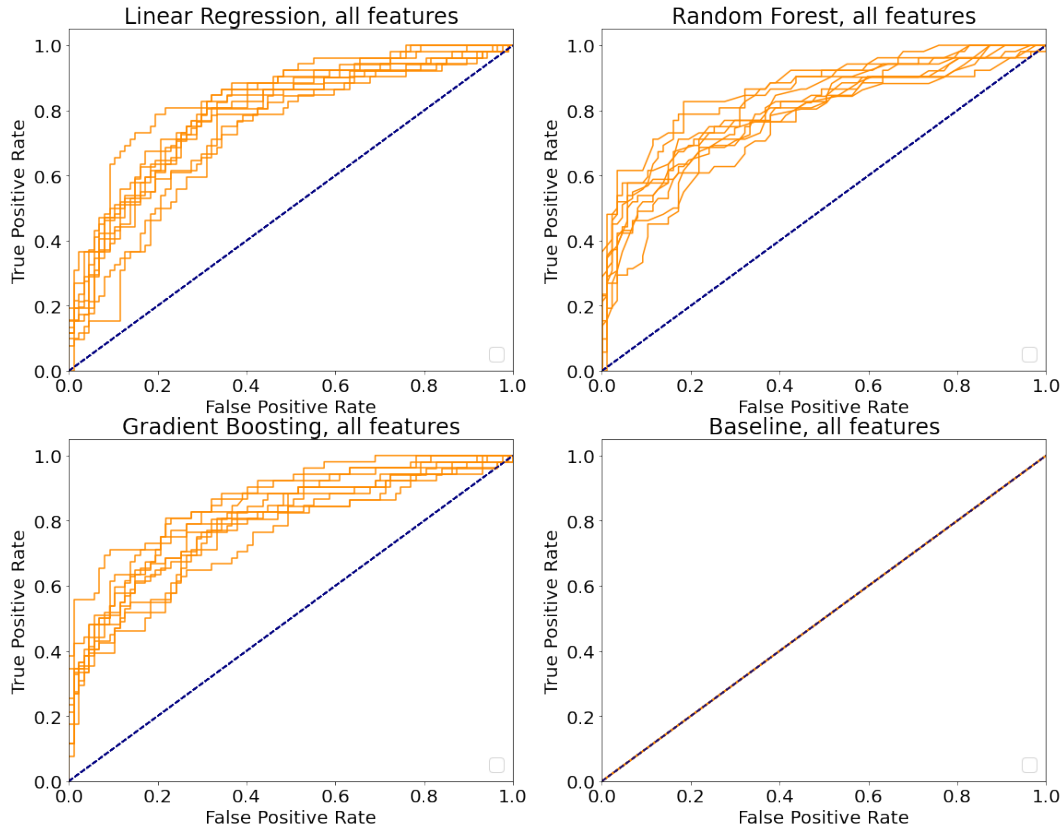 Linear Regression, all features
True Positive Rate
1.0
0.8
0.6
0.4
0.2
0.0
0.0 0.2 0.4 0.6 0.8 1.0
False Positive Rate
Random Forest, all features
True Positive Rate
1.0
0.8
0.6
0.4
0.2
0.0
0.0 0.2 0.4 0.6 0.8 1.0
False Positive Rate
Gradient Boosting, all features
True Positive Rate
1.0
0.8
0.6
0.4
0.2
0.0
0.0 0.2 0.4 0.6 0.8 1.0
False Positive Rate
Baseline, all features
True Positive Rate
1.0
0.8
0.6
0.4
0.2
0.0
0.0 0.2 0.4 0.6 0.8 1.0
False Positive Rate